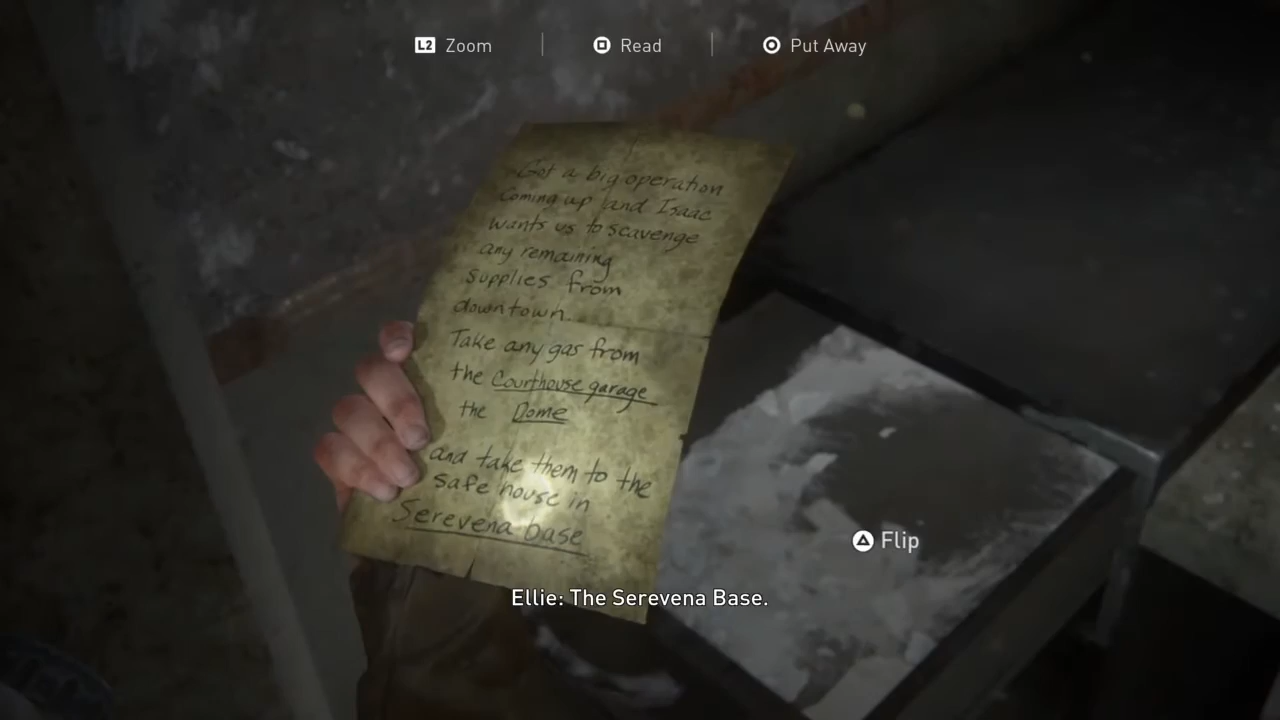 L2 Zoom
Read
Put Away
Got a big operation
Coming up and Isaac
wants us to scavenge
any remaining
supplies from
downtown.
Take any gas from
the Courthouse garage
the Dome
and take them to the
safe house in
Serevena base
Flip
Ellie: The Serevena Base.